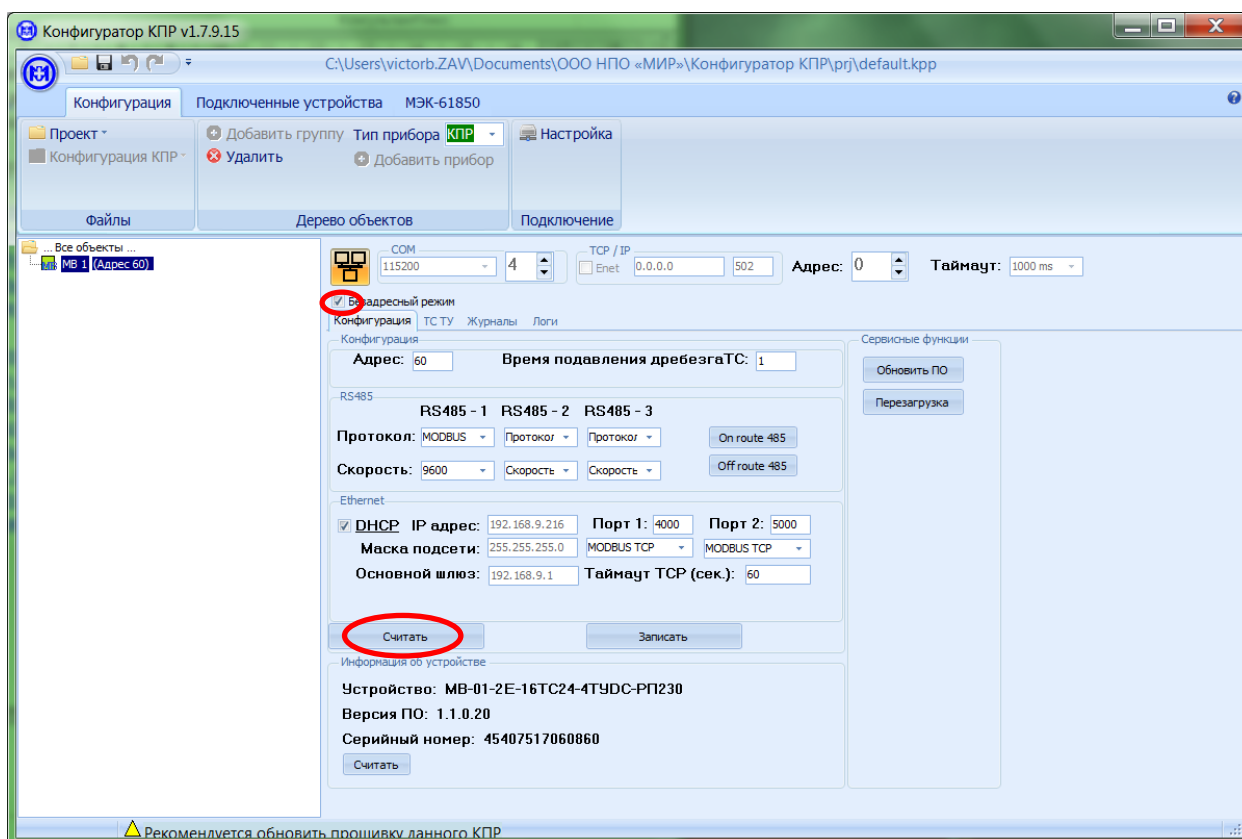 Конфигуратор КПР v1.7.9.15
C:\Users\victorb.ZAV\Documents\ООО НПО «МИР»\Конфигуратор КПР\prj\default.kpp
Конфигурация Подключенные устройства МЭК-61850
Проект Добавить группу Тип прибора КПР Настройка
Конфигурация КПР Удалить Добавить прибор
Файлы Дерево объектов Подключение
... Все объекты ...
МВ 1 (Адрес 60)
COM TCP / IP
115200 4 Enet 0.0.0.0 502 Адрес: 0 Таймаут: 1000 ms
Безадресный режим
Конфигурация ТС ТУ Журналы Логи
Конфигурация Сервисные функции
Адрес: 60 Время подавления дребезгаТС: 1 Обновить ПО
RS485 Перезагрузка
RS485 - 1 RS485 - 2 RS485 - 3
Протокол: MODBUS Протокол Протокол On route 485
Скорость: 9600 Скорость Скорость Off route 485
Ethernet
DHCP IP адрес: 192.168.9.216 Порт 1: 4000 Порт 2: 5000
Маска подсети: 255.255.255.0 MODBUS TCP MODBUS TCP
Основной шлюз: 192.168.9.1 Таймаут TCP (сек.): 60
Считать Записать
Информация об устройстве
Устройство: МВ-01-2Е-16ТС24-4ТУDC-РП230
Версия ПО: 1.1.0.20
Серийный номер: 45407517060860
Считать
Рекомендуется обновить прошивку данного КПР